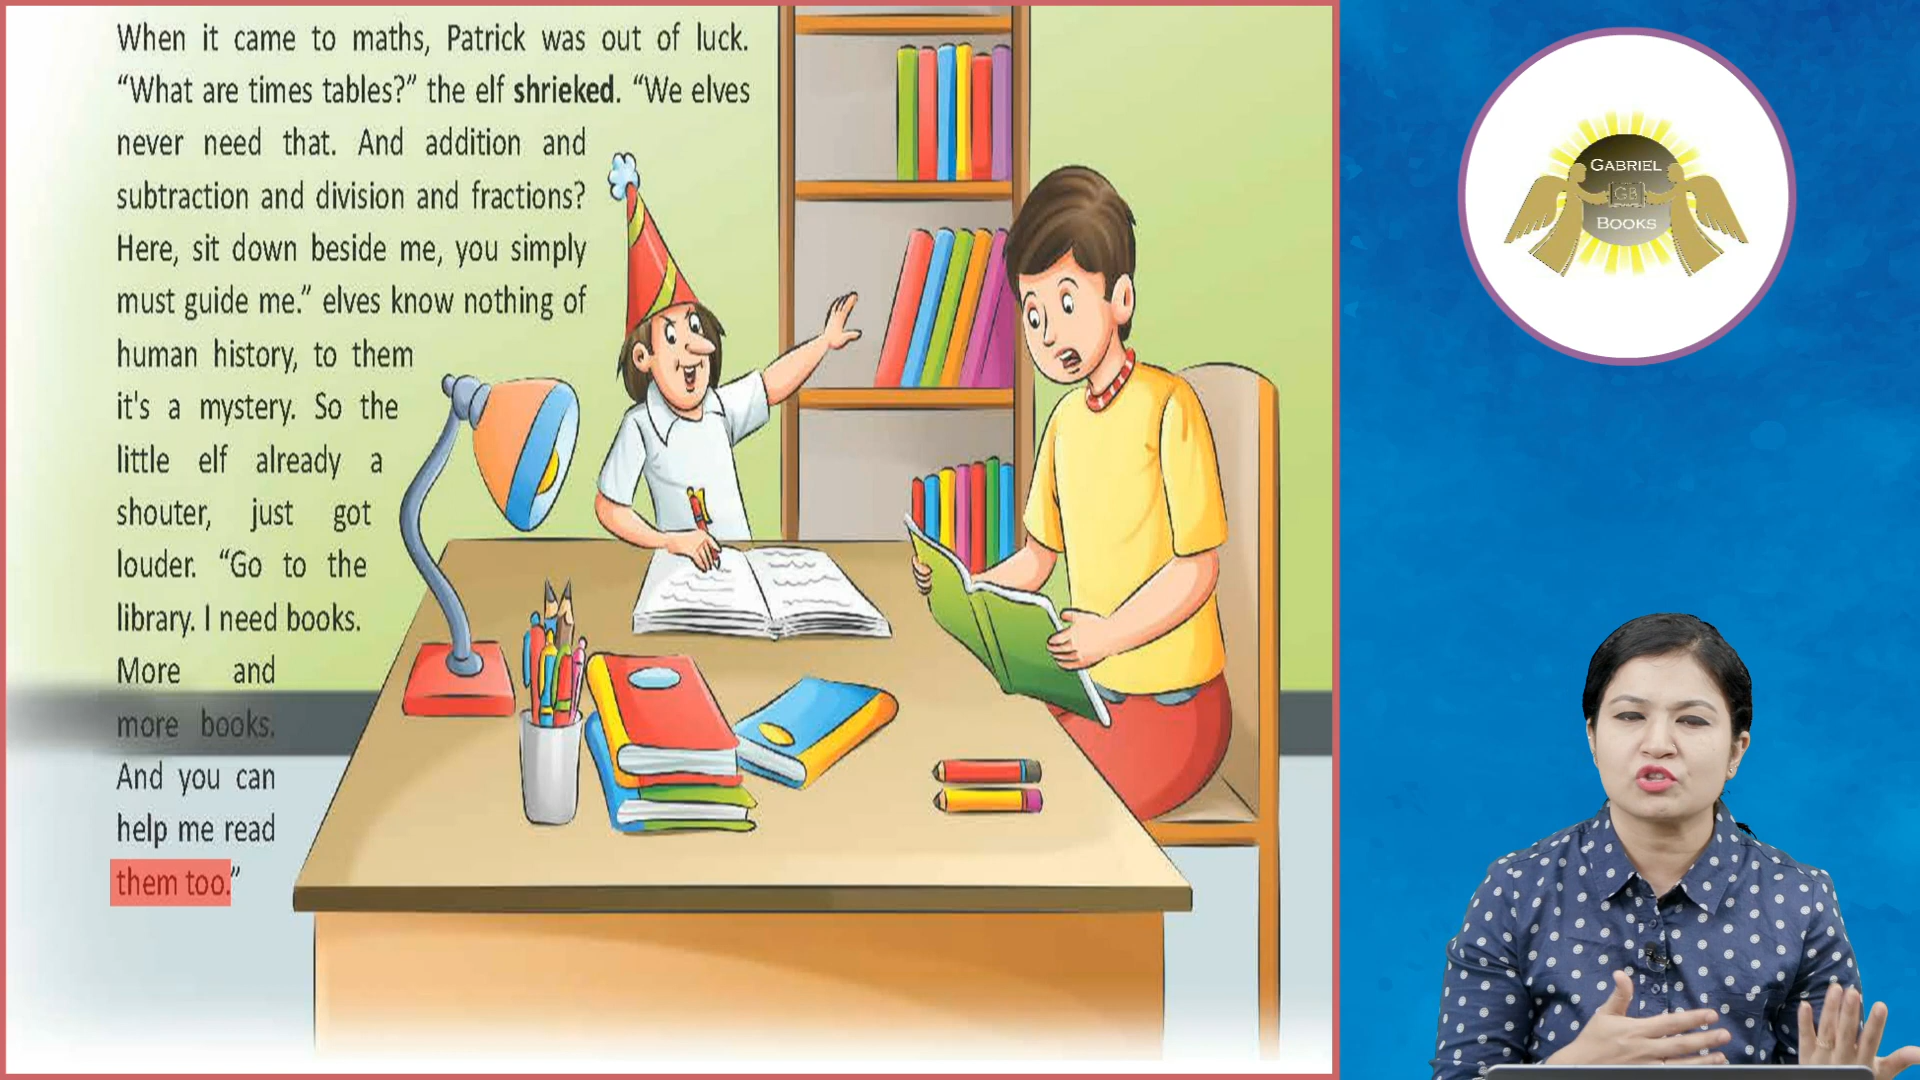 When it came to maths, Patrick was out of luck.
“What are times tables?” the elf shrieked. “We elves
never need that. And addition and
subtraction and division and fractions?
Here, sit down beside me, you simply
must guide me.” elves know nothing of
human history, to them
it's a mystery. So the
little elf already a
shouter, just got
louder. “Go to the
library. I need books.
More and
more books.
And you can
help me read
them too.”
GABRIEL
GB
BOOKS